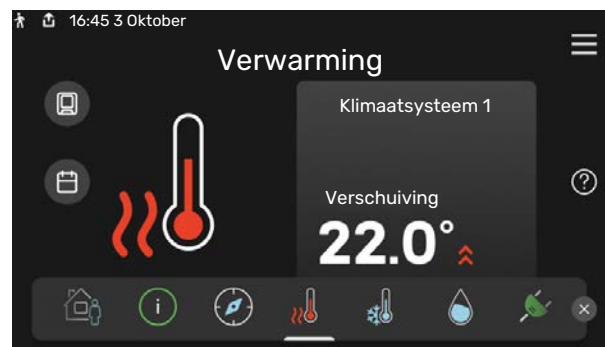 16:45 3 Oktober
Verwarming
Klimaatsysteem 1
Verschuiving
22.0°